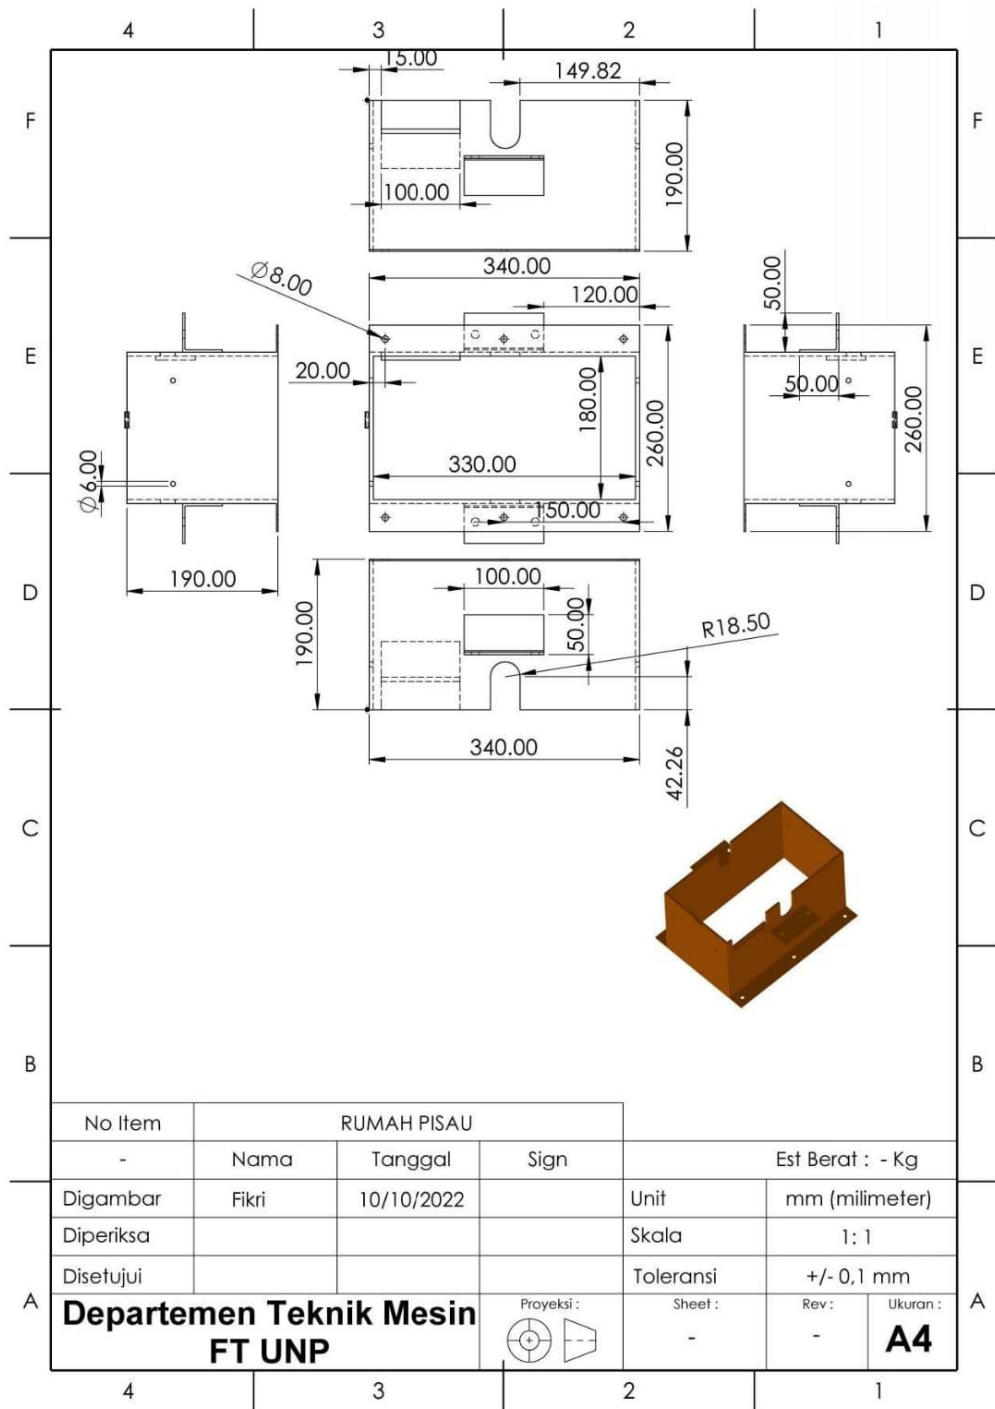 4 3 2 1
15.00
149.82
F F
190.00
100.00
340.00
Ø8.00
120.00
50.00
E E
20.00
180.00
50.00
260.00
260.00
330.00
Ø6.00
150.00
190.00
100.00
D D
190.00
50.00
R18.50
340.00
42.26
C C
B B
No Item RUMAH PISAU
- Nama Tanggal Sign Est Berat : - Kg
Digambar Fikri 10/10/2022 Unit mm (milimeter)
Diperiksa Skala 1: 1
Disetujui Toleransi +/- 0,1 mm
A A
Departemen Teknik Mesin
FT UNP
Proyeksi : Sheet : Rev : Ukuran :
- - A4
4 3 2 1